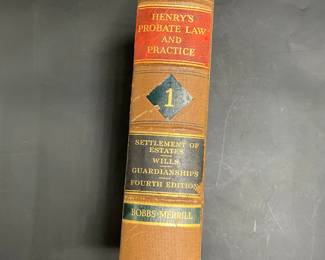 HENRY'S
PROBATE LAW
AND
PRACTICE
1
SETTLEMENT OF
ESTATES
WILLS
GUARDIANSHIPS
FOURTH EDITION
BOBBS-MERRILL